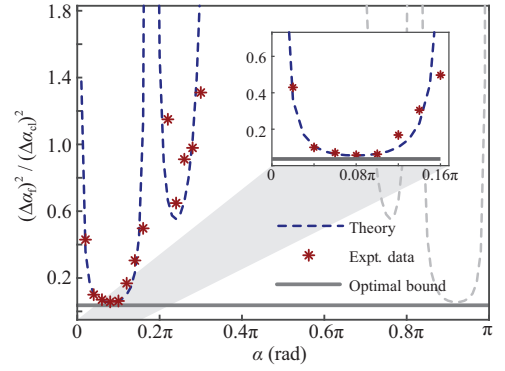 1.8
1.4
1.0
0.6
0.2
(Δα_f)² / (Δα_cl)²
0.6
0.4
0.2
0
0.08π
0.16π
Theory
Expt. data
Optimal bound
0
0.2π
0.4π
0.6π
0.8π
π
α (rad)